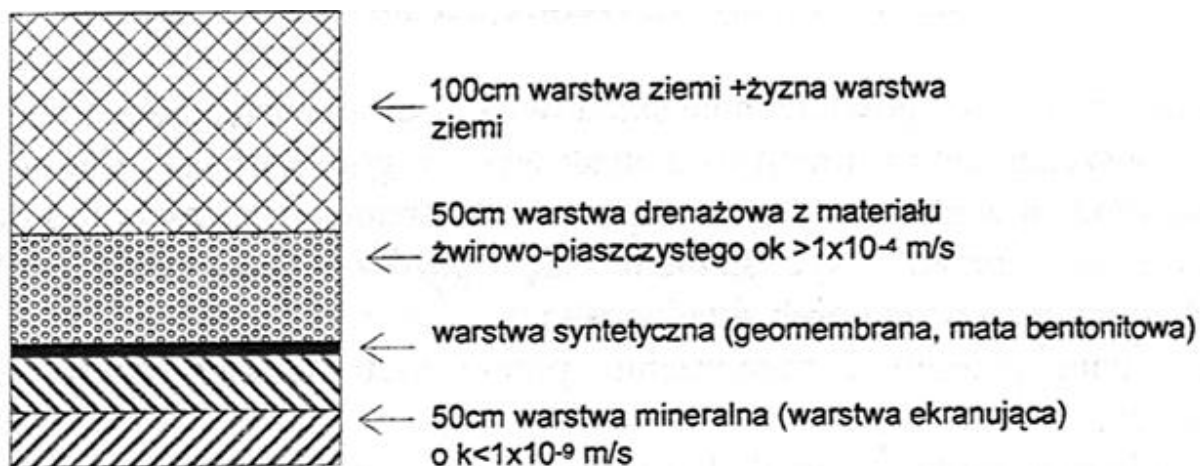 100cm warstwa ziemi +żyzna warstwa
ziemi
50cm warstwa drenażowa z materiału
żwirowo-piaszczystego ok >1x10⁻⁴ m/s
warstwa syntetyczna (geomembrana, mata bentonitowa)
50cm warstwa mineralna (warstwa ekranująca)
o k<1x10⁻⁹ m/s